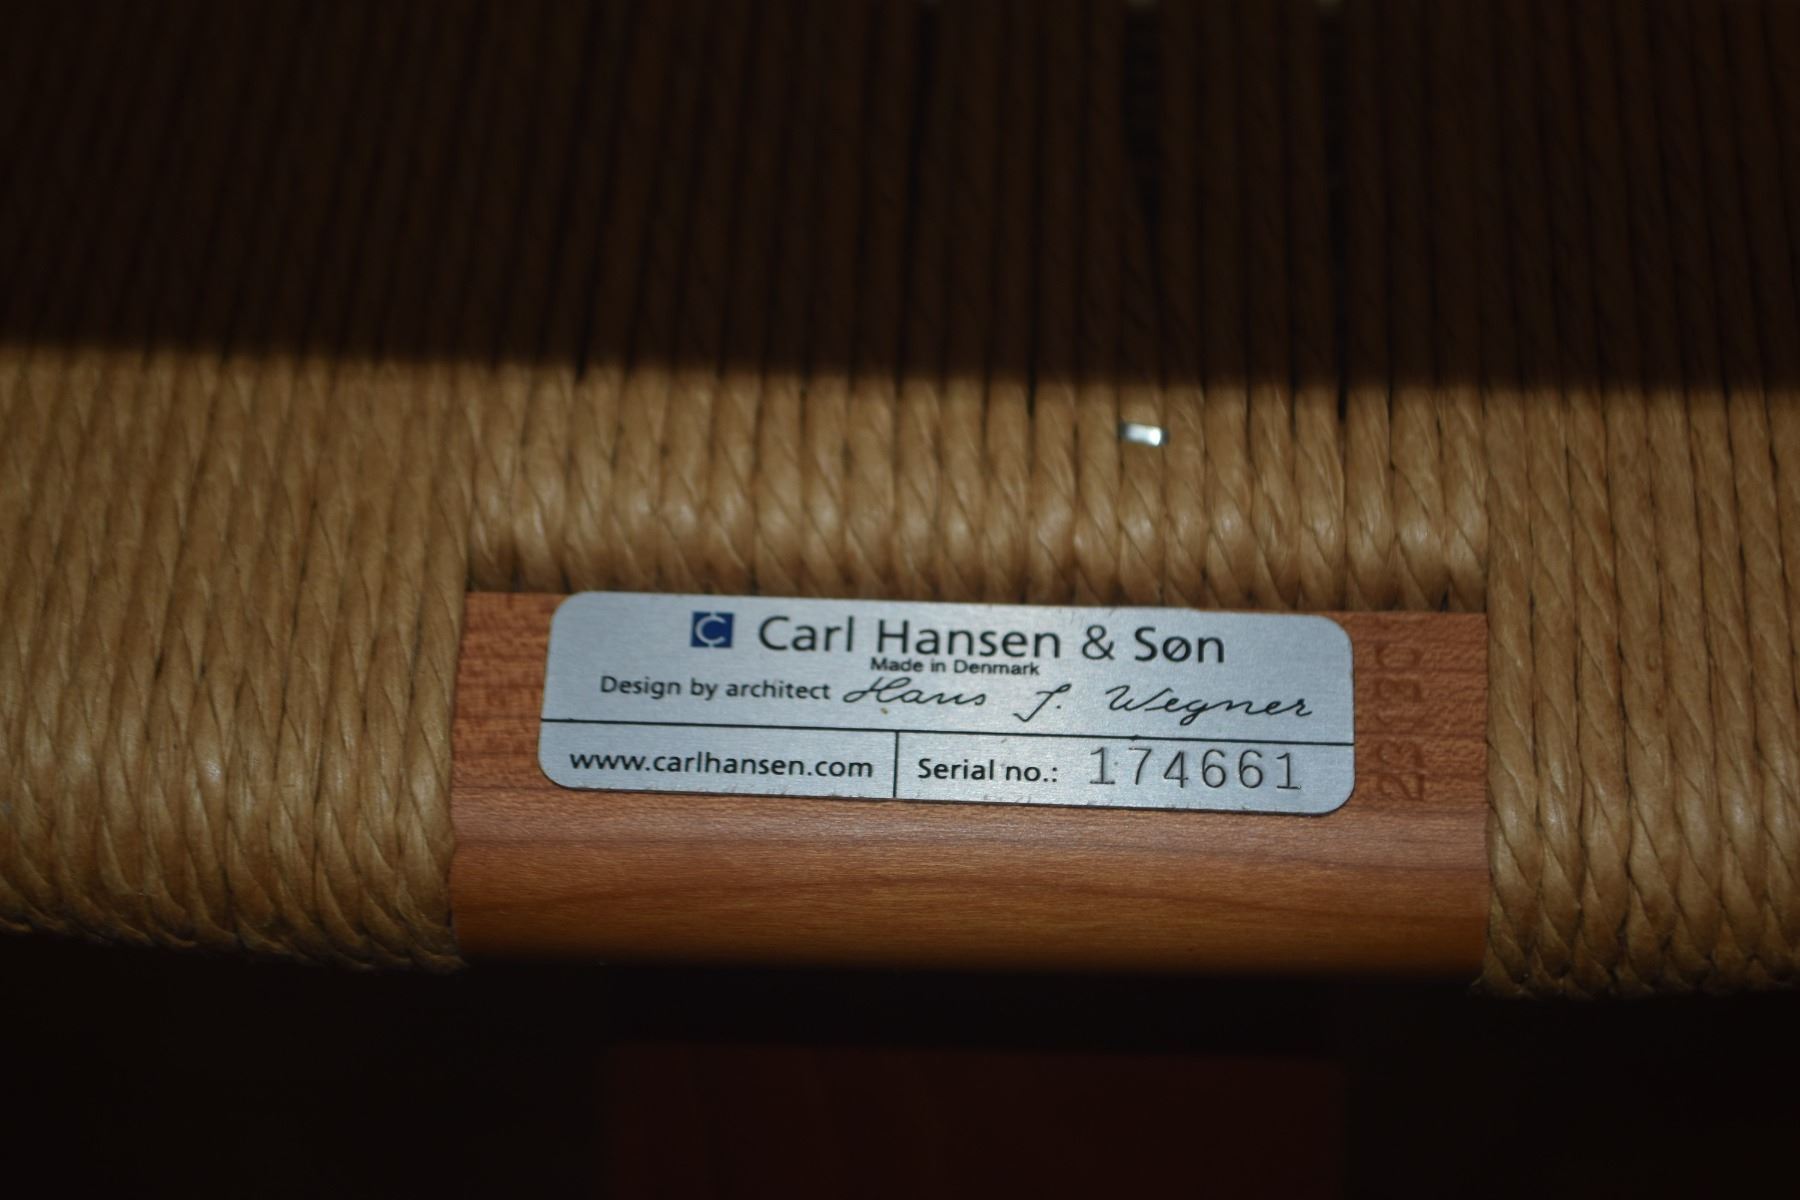 C Carl Hansen & Søn
Made in Denmark
Design by architect Hans J. Wegner
www.carlhansen.com
Serial no.: 174661